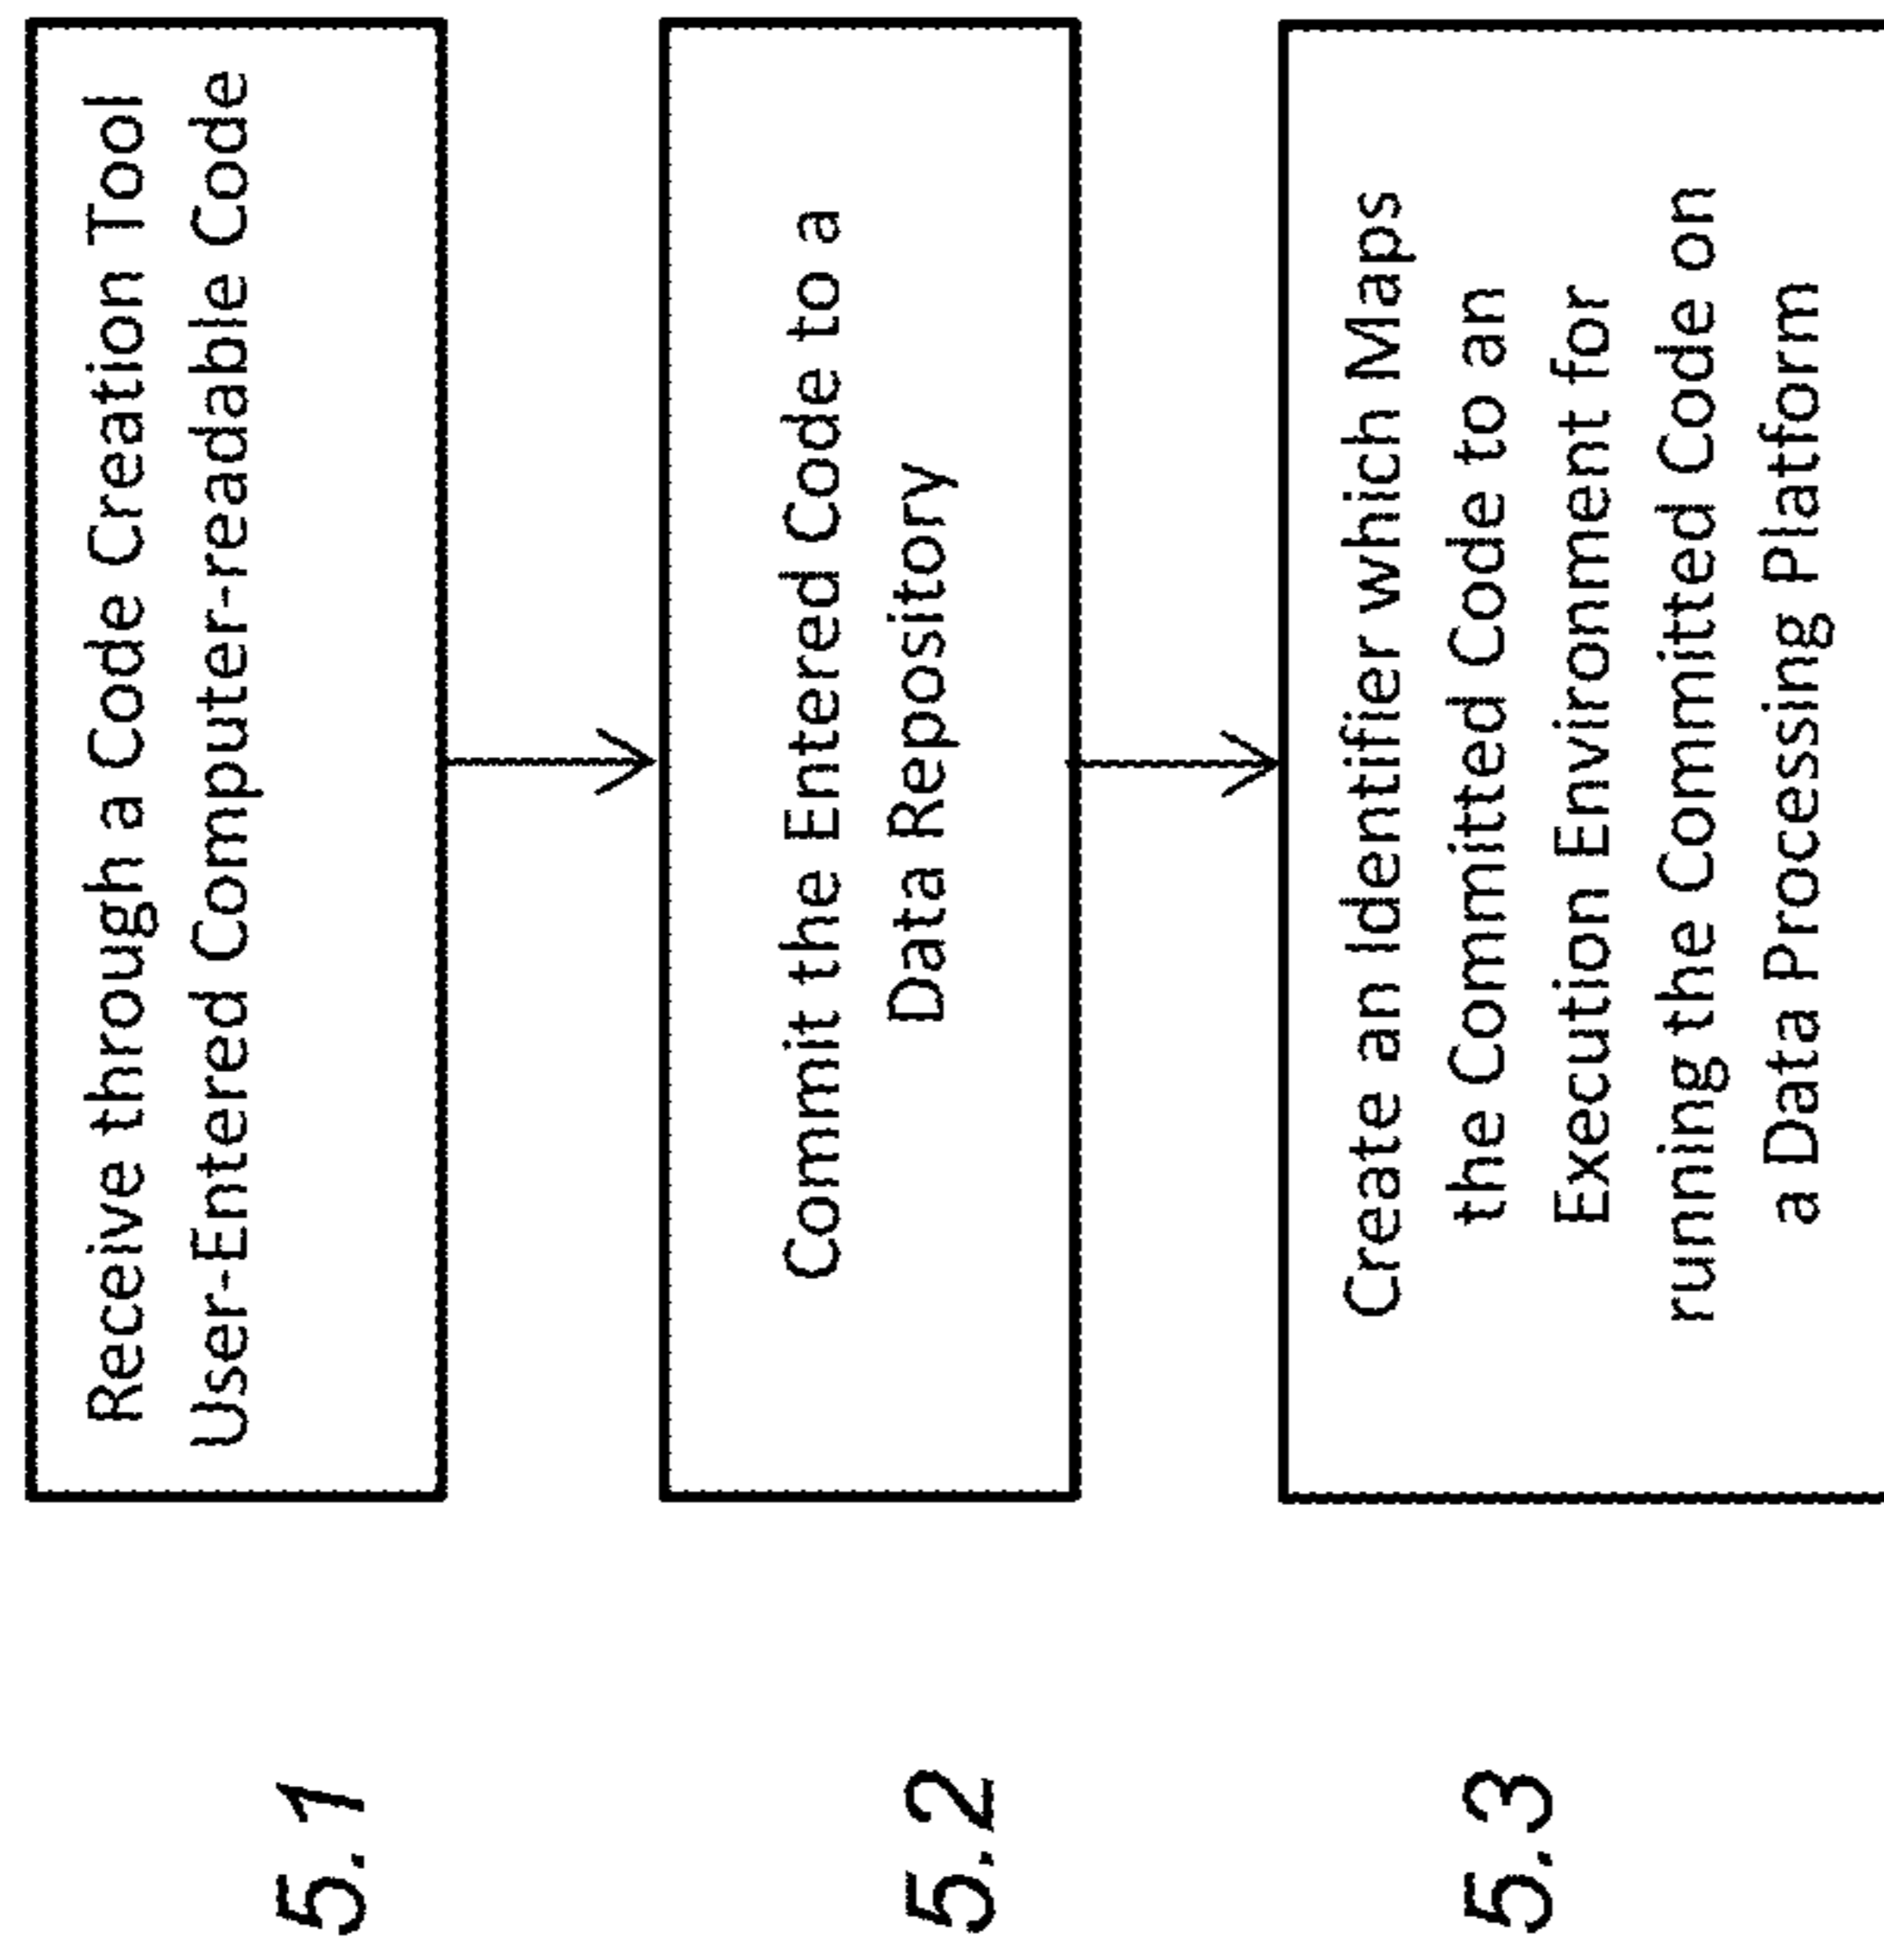 5.1
Receive through a Code Creation Tool
User-Entered Computer-readable Code
5.2
Commit the Entered Code to a
Data Repository
5.3
Create an Identifier which Maps
the Committed Code to an
Execution Environment for
running the Committed Code on
a Data Processing Platform